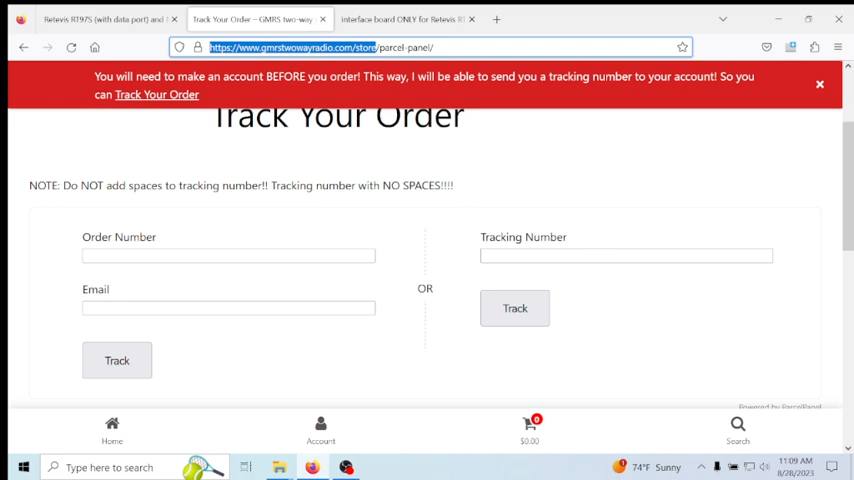 Retevis RT97S (with data port) and
Track Your Order – GMRS two-way
interface board ONLY for Retevis RT
https://www.gmrstwowayradio.com/store/parcel-panel/
You will need to make an account BEFORE you order! This way, I will be able to send you a tracking number to your account! So you
can Track Your Order
Track Your Order
NOTE: Do NOT add spaces to tracking number!! Tracking number with NO SPACES!!!!
Order Number
Tracking Number
Email
OR
Track
Track
Powered by ParcelPanel
0
Home
Account
$0.00
Search
Type here to search
1
74°F Sunny
11:09 AM
8/28/2023